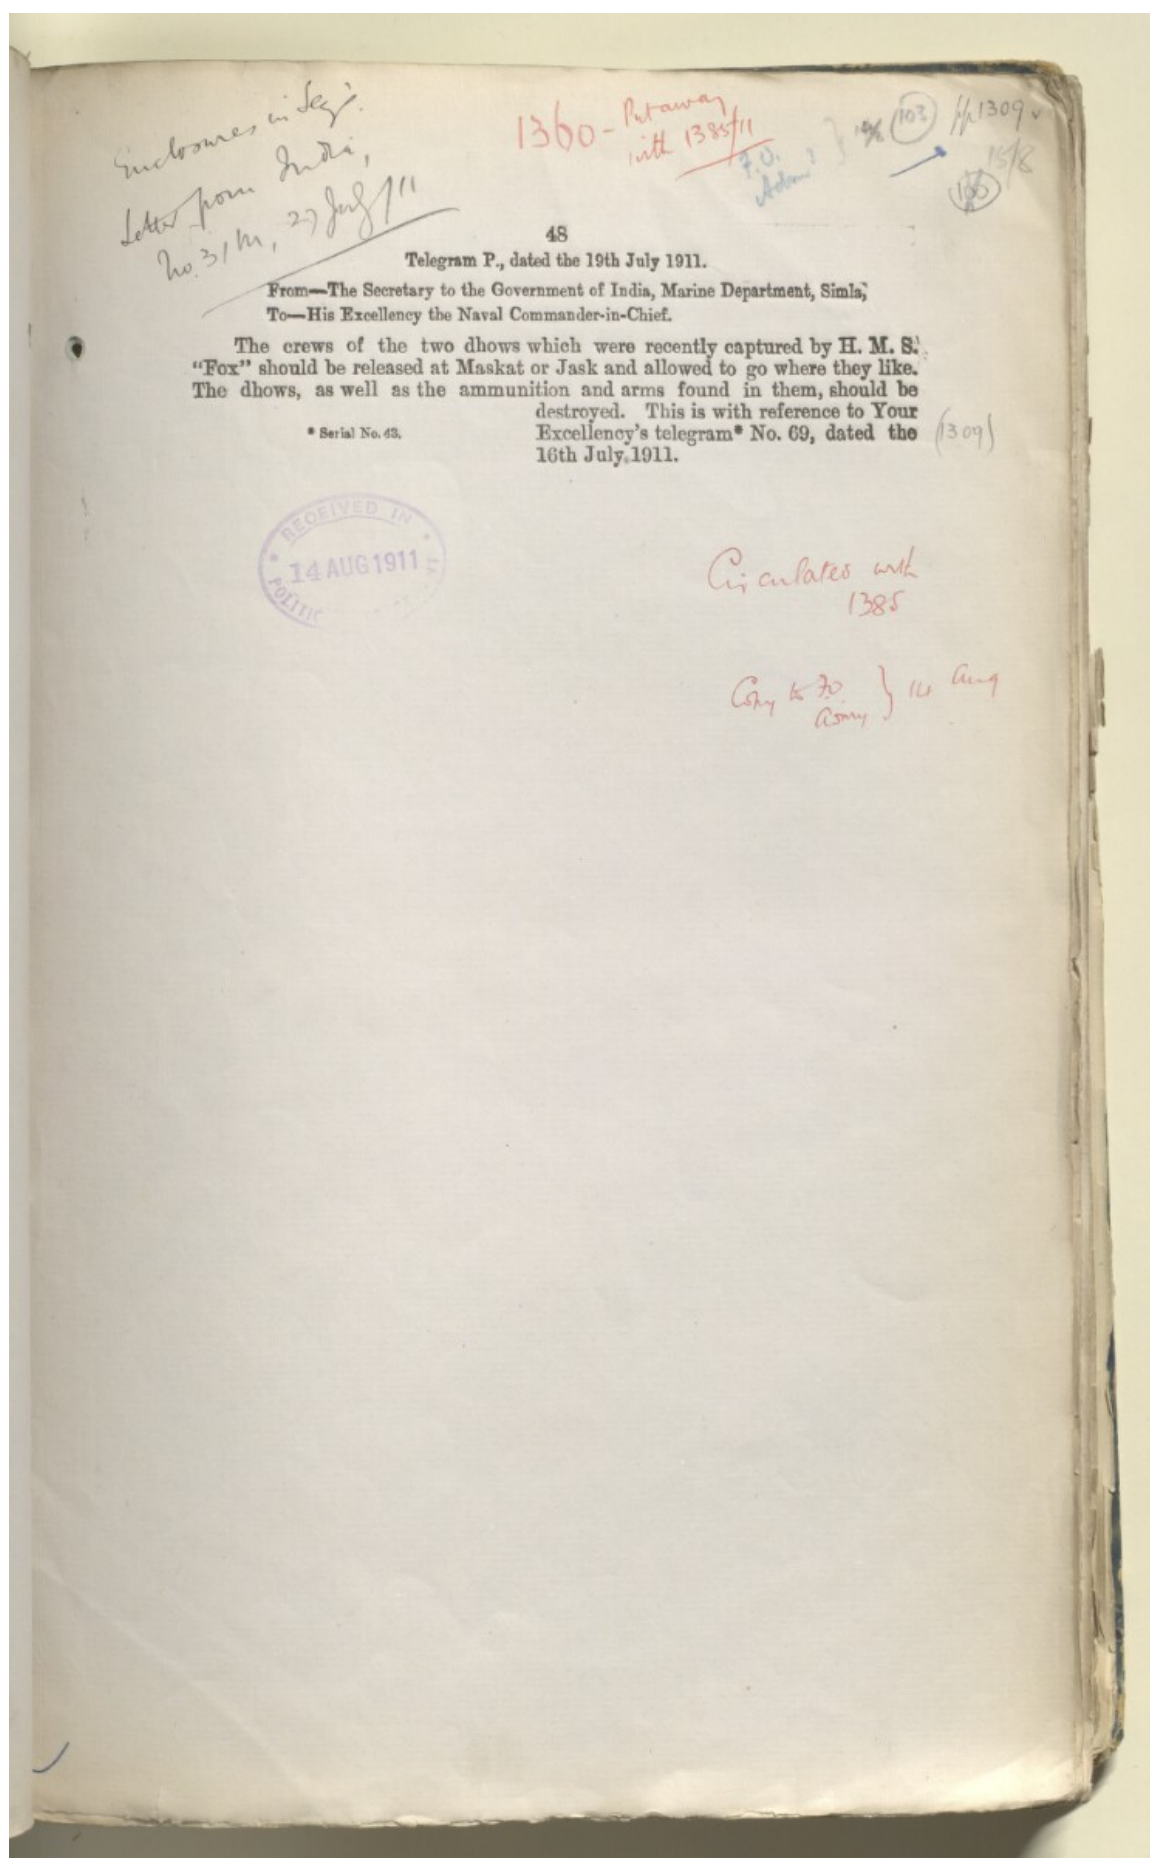 Enclosures in Secy's.
Letter from India,
No. 31M, 27 July/11
1360 - Put away
with 1385/11
F.O.
103
pp 1309
15/8
48
Telegram P., dated the 19th July 1911.
From—The Secretary to the Government of India, Marine Department, Simla;
To—His Excellency the Naval Commander-in-Chief.
The crews of the two dhows which were recently captured by H. M. S.
“Fox” should be released at Maskat or Jask and allowed to go where they like.
The dhows, as well as the ammunition and arms found in them, should be
destroyed. This is with reference to Your
* Serial No. 43.
Excellency's telegram* No. 69, dated the
(1309)
16th July, 1911.
RECEIVED IN
14 AUG 1911
POLITIC
Circulates with
1385
Copy to F.O.
Admy } 14 Aug